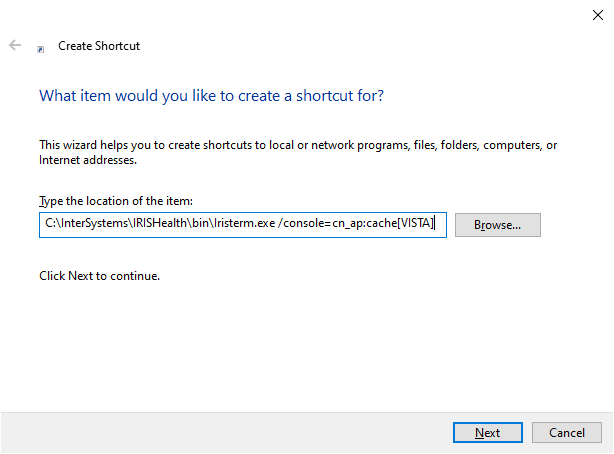 Create Shortcut
What item would you like to create a shortcut for?
This wizard helps you to create shortcuts to local or network programs, files, folders, computers, or
Internet addresses.
Type the location of the item:
C:\InterSystems\IRISHealth\bin\Iristerm.exe /console=cn_ap:cache[VISTA]
Browse...
Click Next to continue.
Next
Cancel